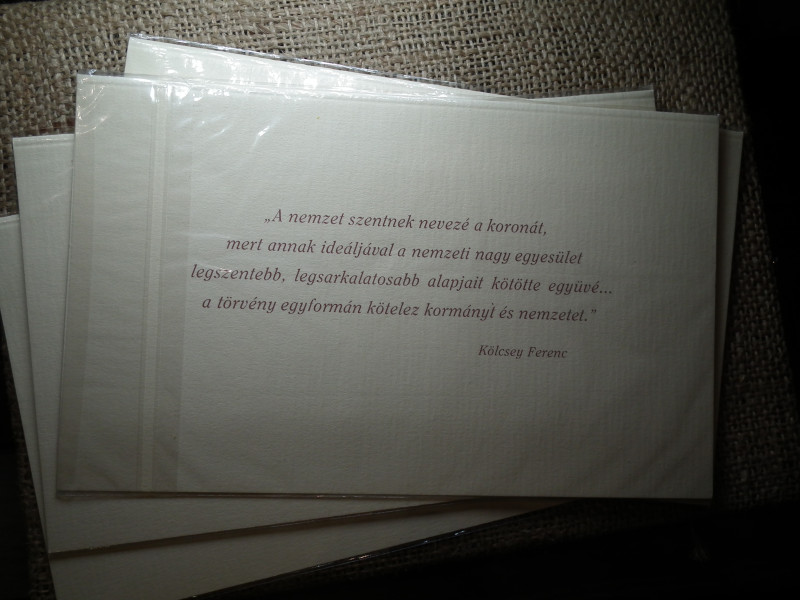 „A nemzet szentnek nevezé a koronát,
mert annak ideáljával a nemzeti nagy egyesület
legszentebb, legsarkalatosabb alapjait kötötte együvé...
a törvény egyformán kötelez kormányt és nemzetet.”
Kölcsey Ferenc